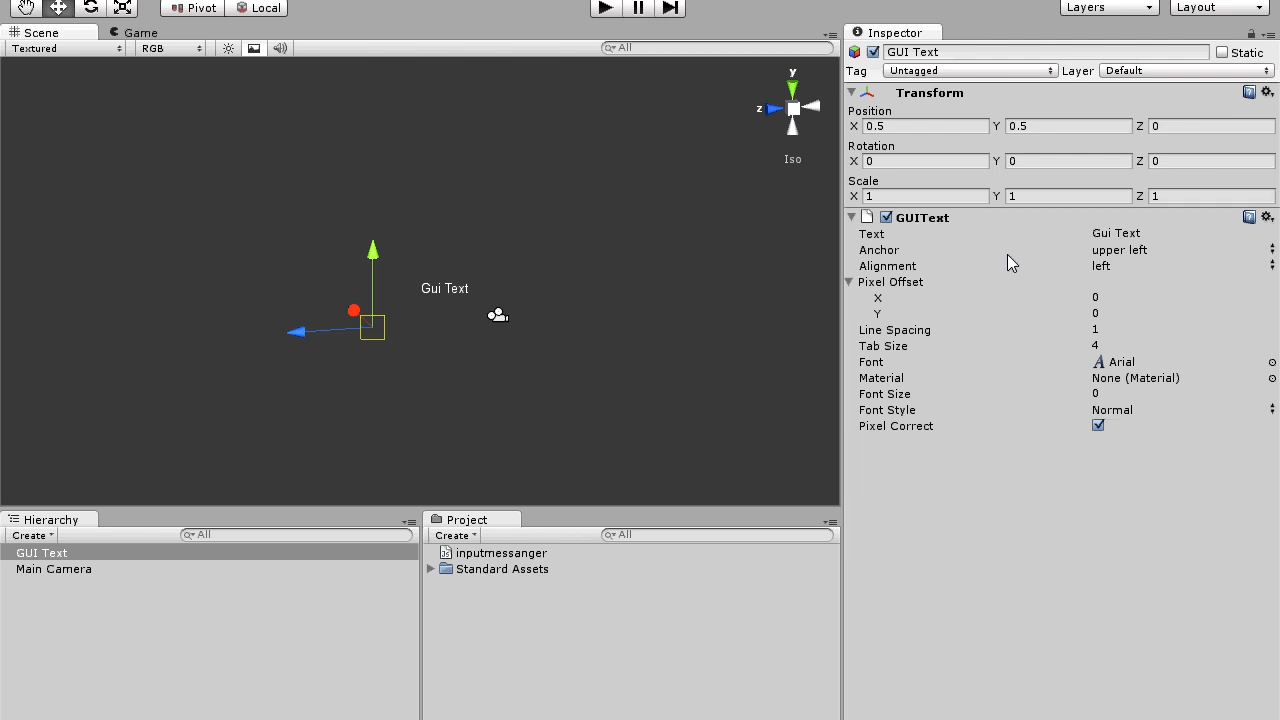 Pivot Local Layers Layout
Scene Game
Textured RGB All
y
z
Iso
Gui Text
Inspector
GUI Text Static
Tag Untagged Layer Default
Transform
Position
X 0.5 Y 0.5 Z 0
Rotation
X 0 Y 0 Z 0
Scale
X 1 Y 1 Z 1
GUIText
Text Gui Text
Anchor upper left
Alignment left
Pixel Offset
X 0
Y 0
Line Spacing 1
Tab Size 4
Font A Arial
Material None (Material)
Font Size 0
Font Style Normal
Pixel Correct
Hierarchy
Create All
GUI Text
Main Camera
Project
Create All
JS inputmessanger
Standard Assets